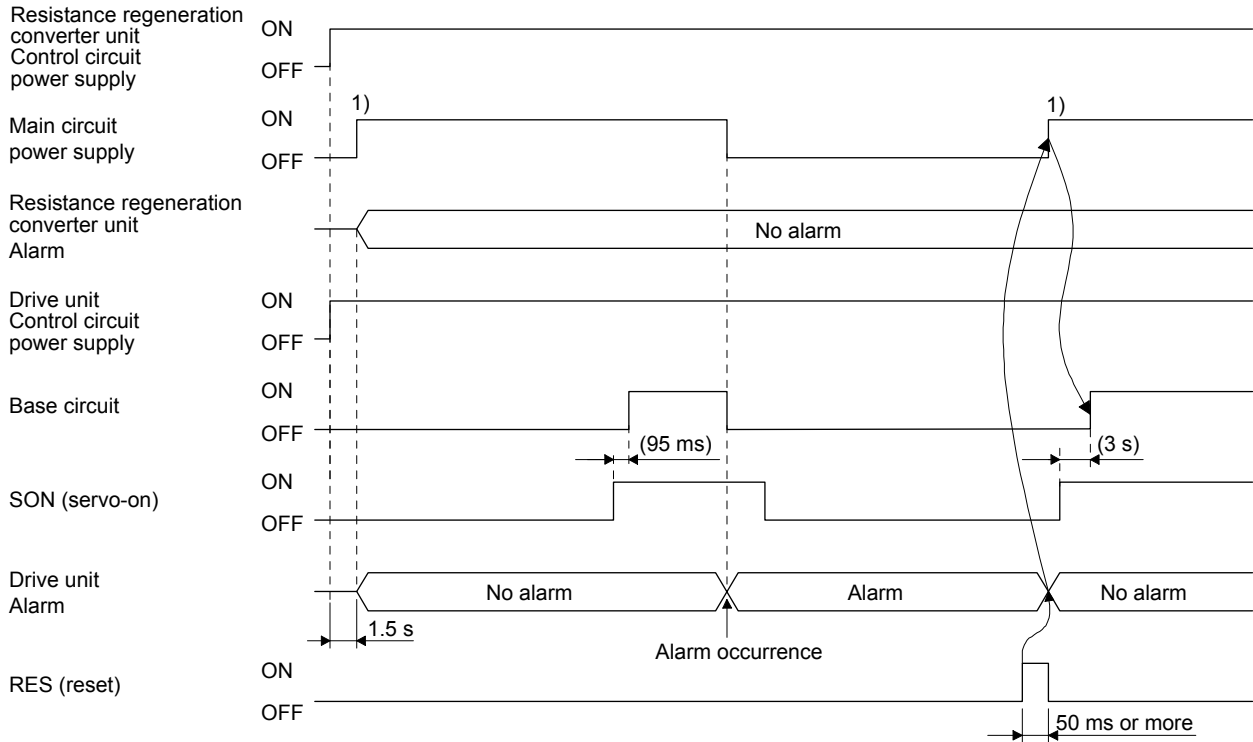 Resistance regeneration
converter unit
Control circuit
power supply
ON
OFF
Main circuit
power supply
ON
OFF
1)
1)
Resistance regeneration
converter unit
Alarm
No alarm
Drive unit
Control circuit
power supply
ON
OFF
Base circuit
ON
OFF
(95 ms)
(3 s)
SON (servo-on)
ON
OFF
Drive unit
Alarm
No alarm
Alarm
No alarm
1.5 s
Alarm occurrence
RES (reset)
ON
OFF
50 ms or more